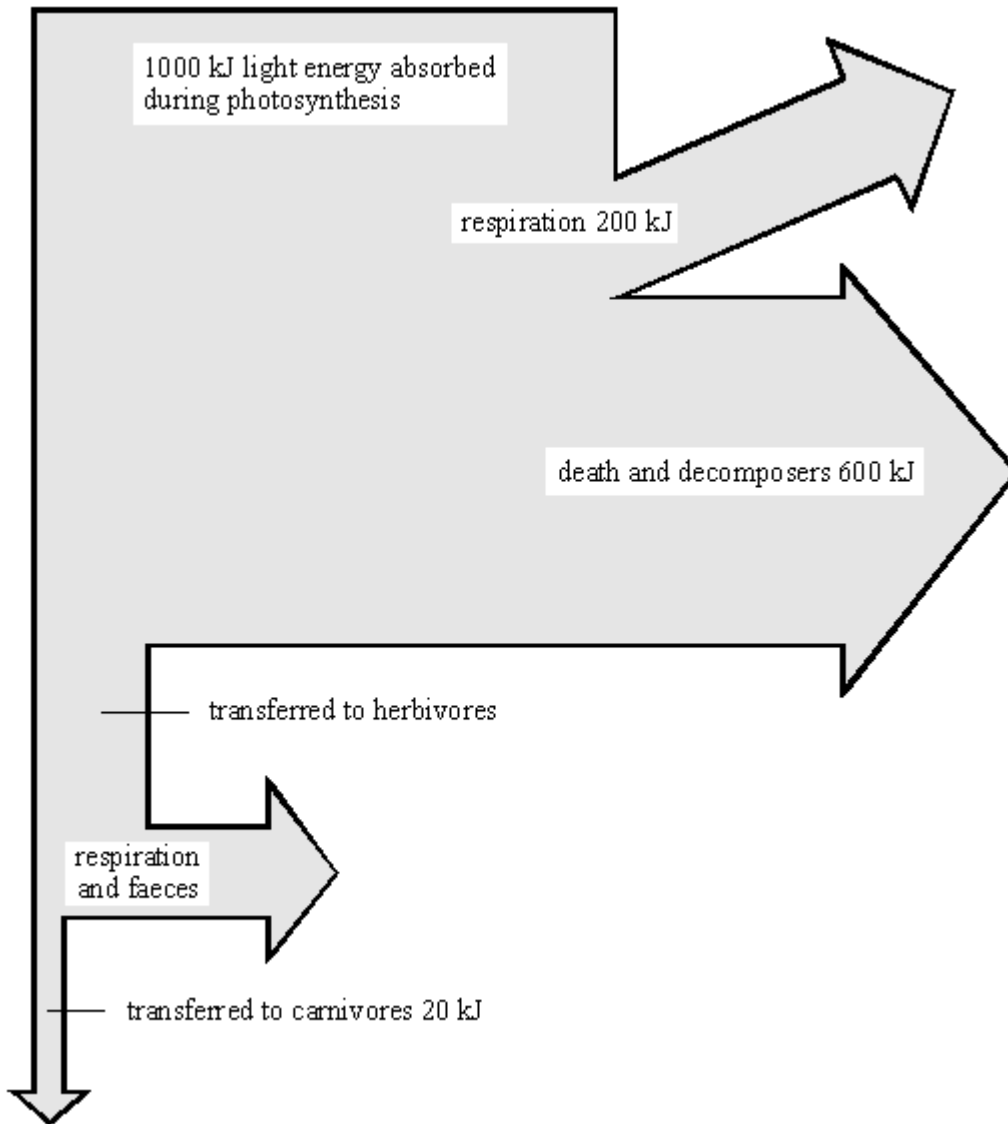 1000 kJ light energy absorbed
during photosynthesis
respiration 200 kJ
death and decomposers 600 kJ
transferred to herbivores
respiration
and faeces
transferred to carnivores 20 kJ